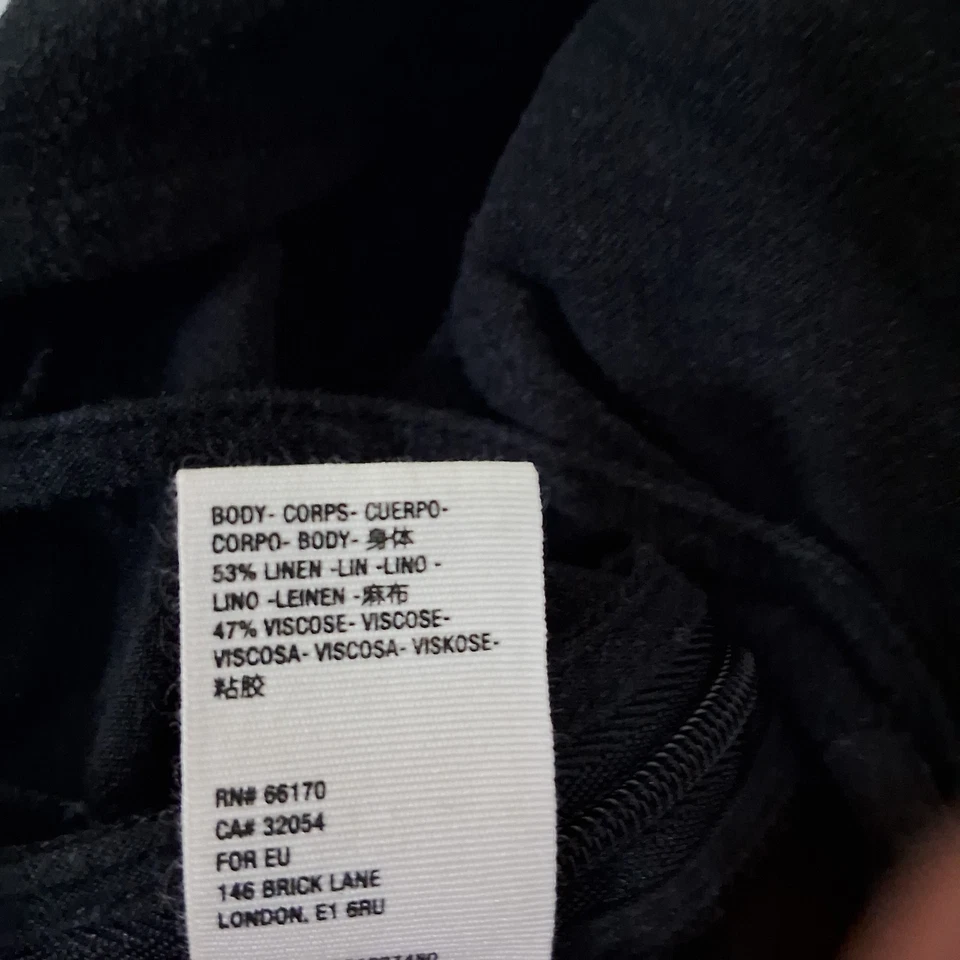 BODY- CORPS- CUERPO-
CORPO- BODY- 身体
53% LINEN -LIN -LINO -
LINO -LEINEN -麻布
47% VISCOSE- VISCOSE-
VISCOSA- VISCOSA- VISKOSE-
粘胶
RN# 66170
CA# 32054
FOR EU
146 BRICK LANE
LONDON, E1 6RU